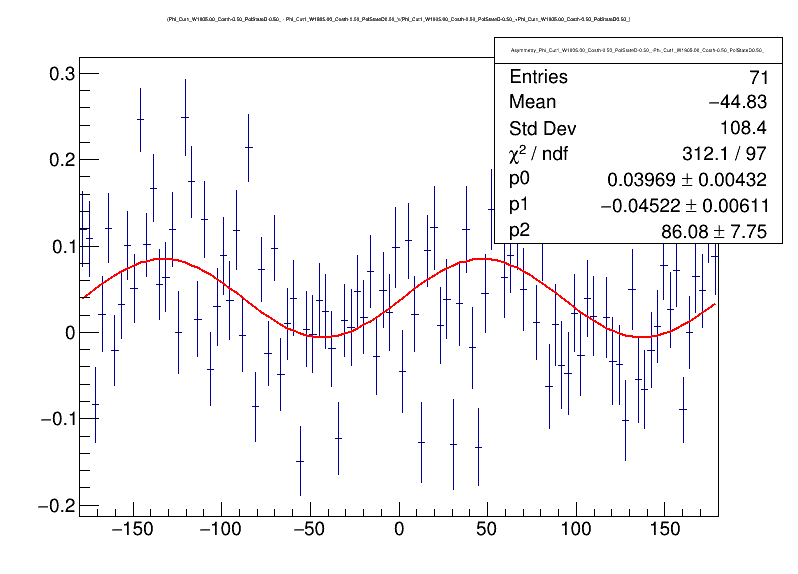 Entries 71
Mean −44.83
Std Dev 108.4
χ² / ndf 312.1 / 97
p0 0.03969 ± 0.00432
p1 −0.04522 ± 0.00611
p2 86.08 ± 7.75
0.3
0.2
0.1
0
−0.1
−0.2
−150 −100 −50 0 50 100 150